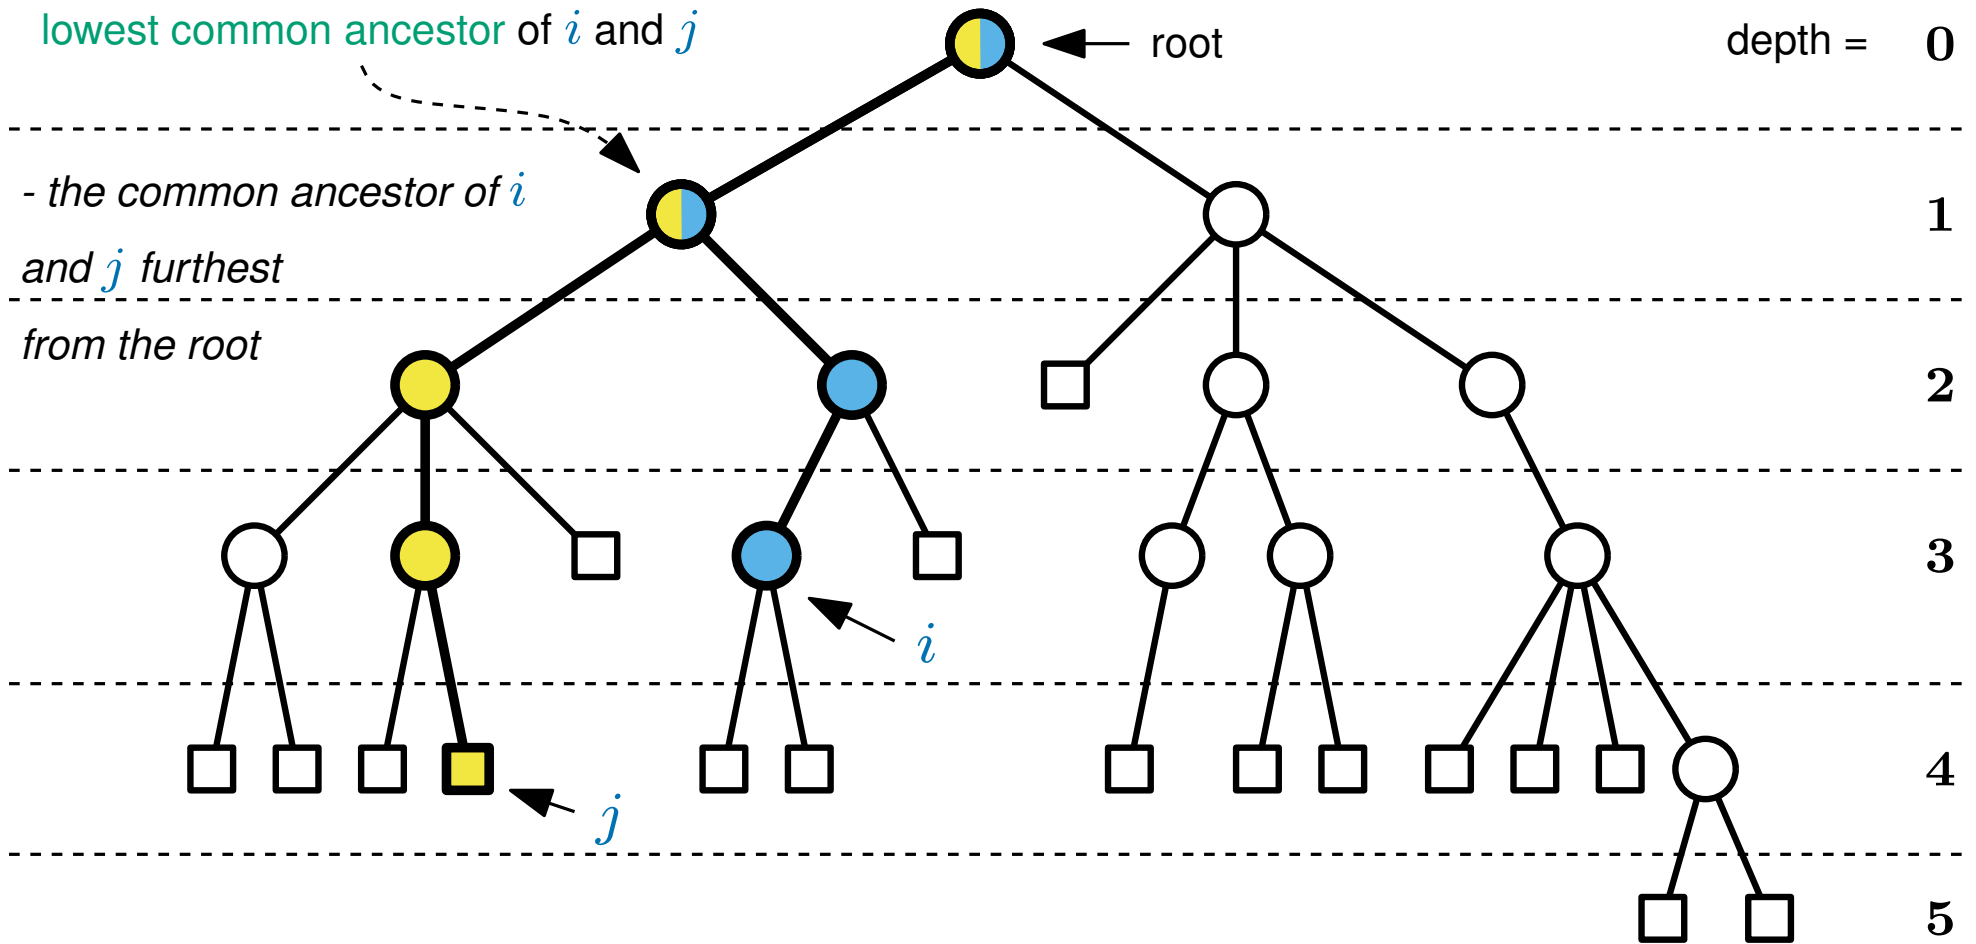 lowest common ancestor of i and j
root
depth = 0
- the common ancestor of i
1
and j furthest
from the root
2
3
i
4
j
5